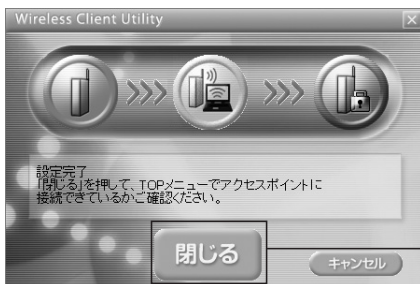 Wireless Client Utility
設定完了
「閉じる」を押して、TOPメニューでアクセスポイントに
接続できているかご確認ください。
閉じる
キャンセル